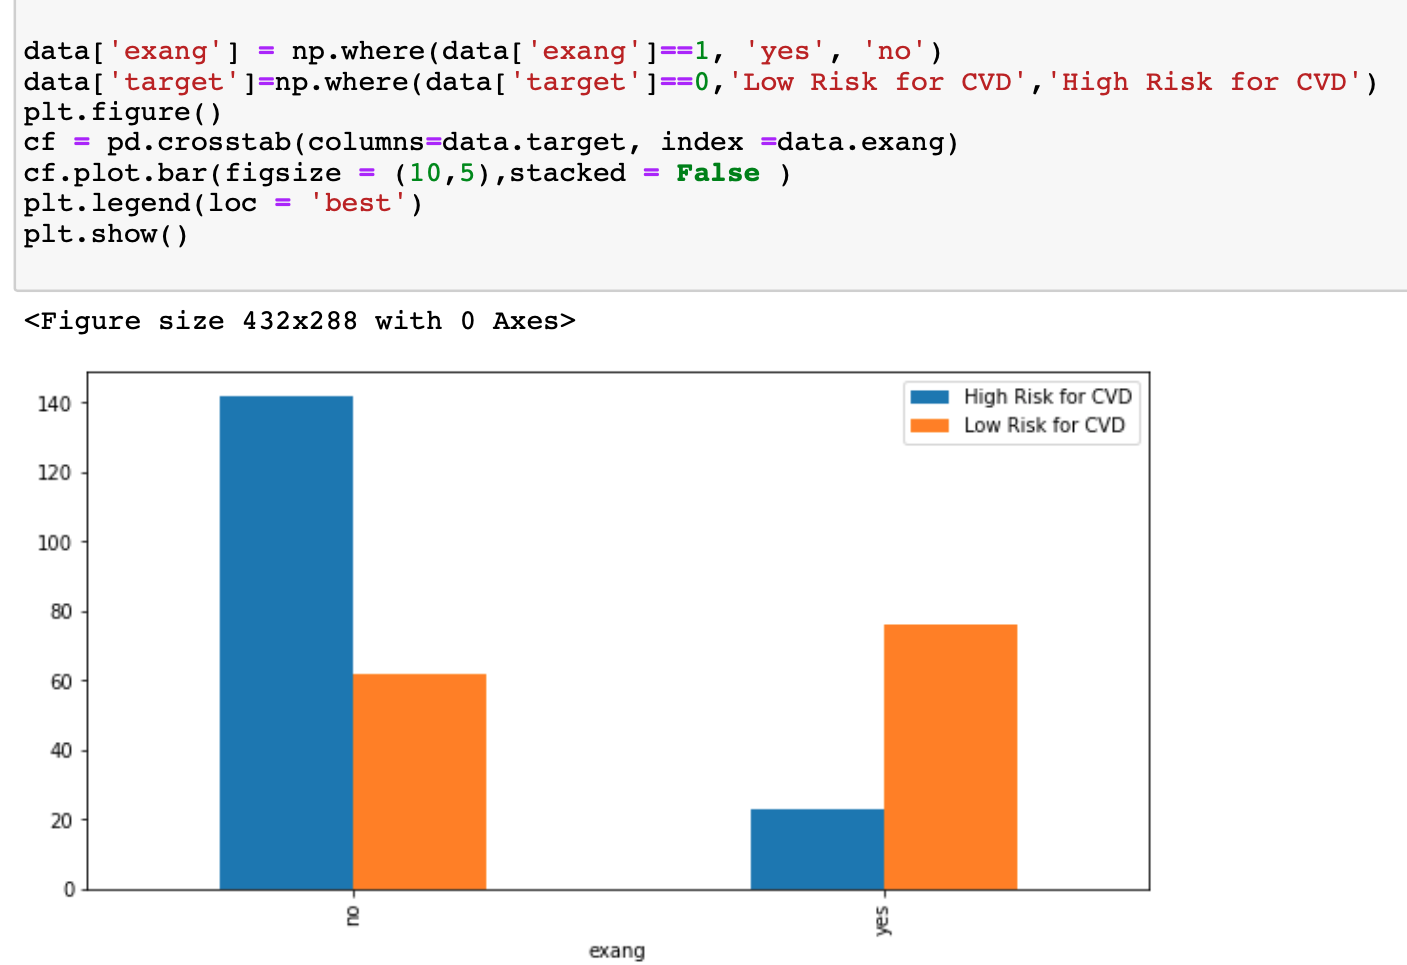 data['exang'] = np.where(data['exang']==1, 'yes', 'no')
data['target']=np.where(data['target']==0,'Low Risk for CVD','High Risk for CVD')
plt.figure()
cf = pd.crosstab(columns=data.target, index =data.exang)
cf.plot.bar(figsize = (10,5),stacked = False )
plt.legend(loc = 'best')
plt.show()
<Figure size 432x288 with 0 Axes>
High Risk for CVD
Low Risk for CVD
140
120
100
80
60
40
20
0
no
yes
exang